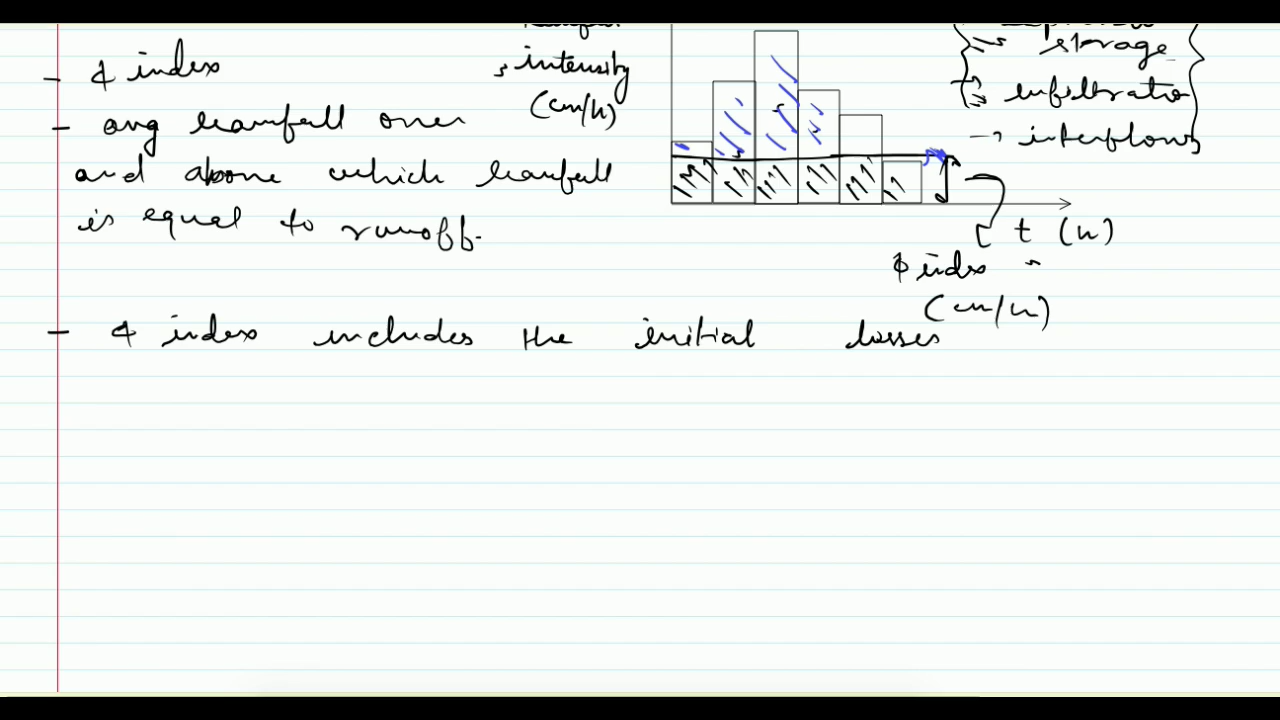 storage
- ϕ index
intensity
(cm/h)
infiltratio
- avg rainfall over
→ interflows
and above which rainfall
is equal to runoff.
t (h)
ϕ index
(cm/h)
- ϕ index includes the initial losses